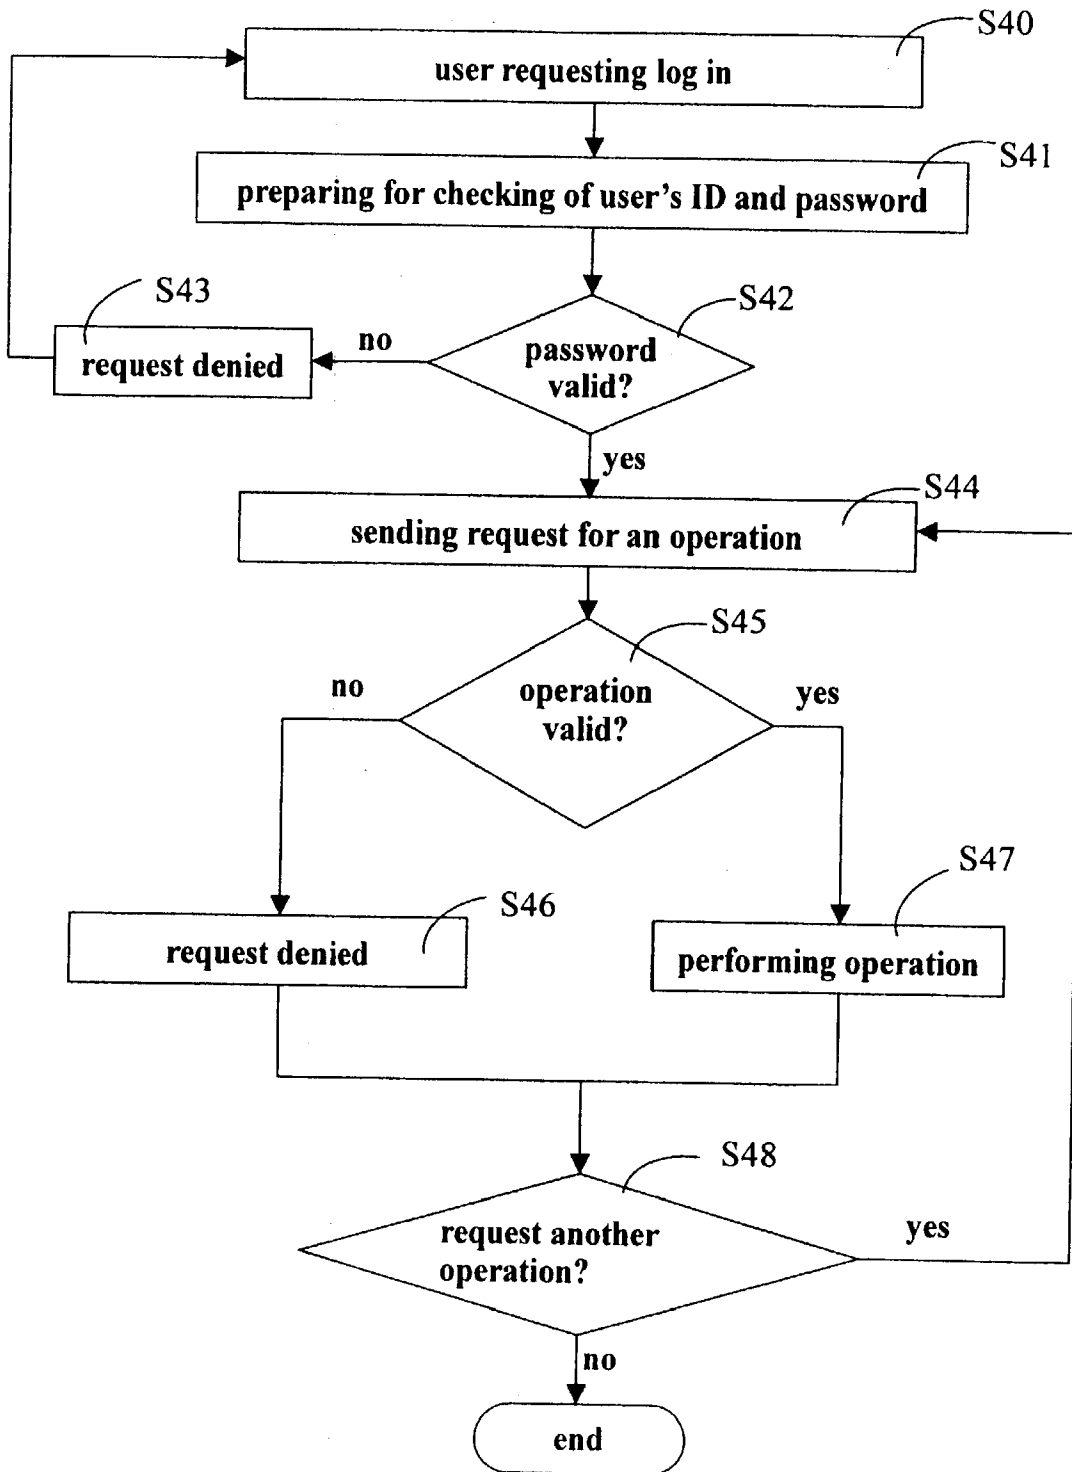 S40
user requesting log in
S41
preparing for checking of user's ID and password
S43
S42
request denied
no
password
valid?
yes
S44
sending request for an operation
S45
no
operation
valid?
yes
S46
request denied
S47
performing operation
S48
request another
operation?
yes
no
end